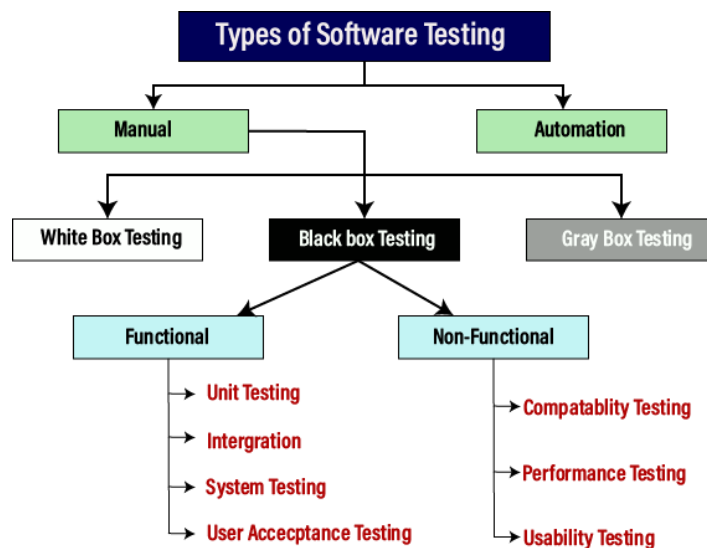 Types of Software Testing
Manual
Automation
White Box Testing
Black box Testing
Gray Box Testing
Functional
Non-Functional
Unit Testing
Compatablity Testing
Intergration
Performance Testing
System Testing
User Accecptance Testing
Usability Testing